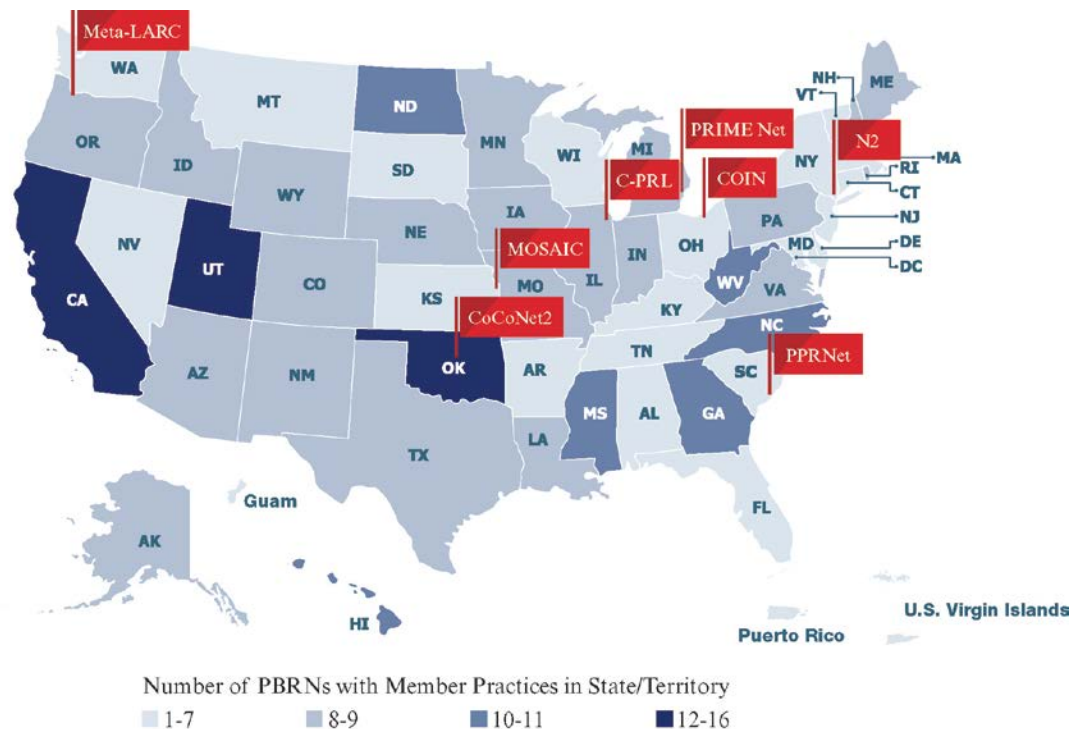 Meta-LARC
WA
MT
ND
MN
ME
NH
VT
OR
ID
SD
WI
MI
PRIME Net
NY
N2
MA
RI
CT
WY
C-PRL
COIN
IA
PA
NJ
NV
NE
MOSAIC
IL
IN
OH
MD
DE
DC
UT
CO
KS
MO
WV
VA
CA
CoCoNet2
KY
NC
AZ
NM
OK
AR
TN
SC
PPRNet
MS
AL
GA
TX
LA
Guam
FL
AK
HI
U.S. Virgin Islands
Puerto Rico
Number of PBRNs with Member Practices in State/Territory
1-7 8-9 10-11 12-16